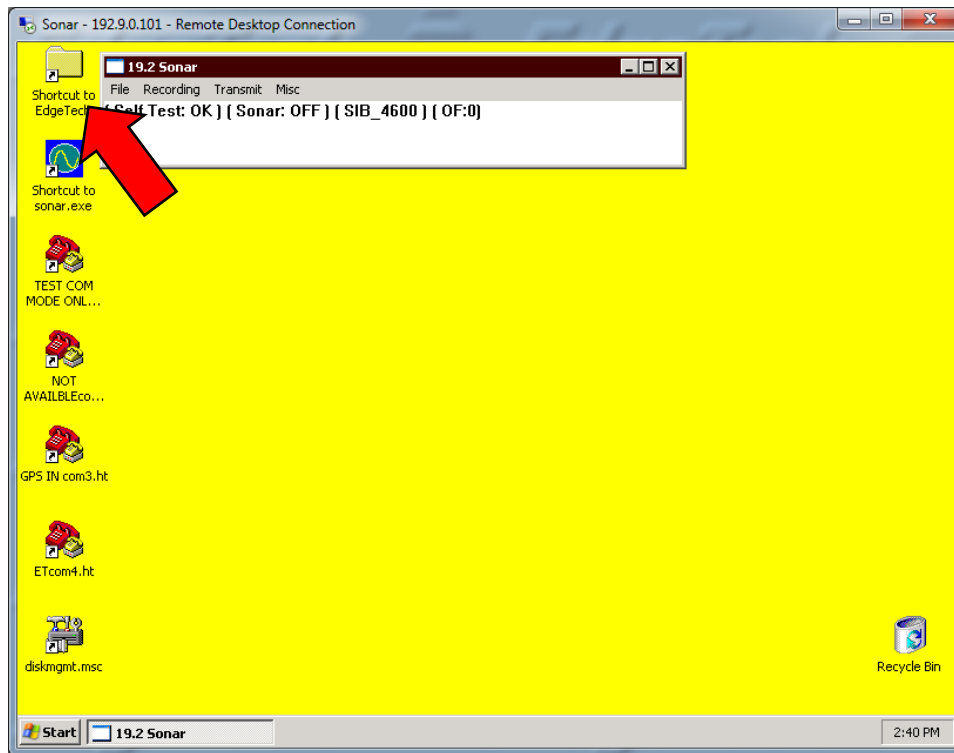 Sonar - 192.9.0.101 - Remote Desktop Connection
19.2 Sonar
File Recording Transmit Misc
Self Test: OK ) ( Sonar: OFF ) ( SIB_4600 ) ( OF:0)
Shortcut to
EdgeTech
Shortcut to
sonar.exe
TEST COM
MODE ONL...
NOT
AVAILBLEco...
GPS IN com3.ht
ETcom4.ht
diskmgmt.msc
Recycle Bin
Start
19.2 Sonar
2:40 PM